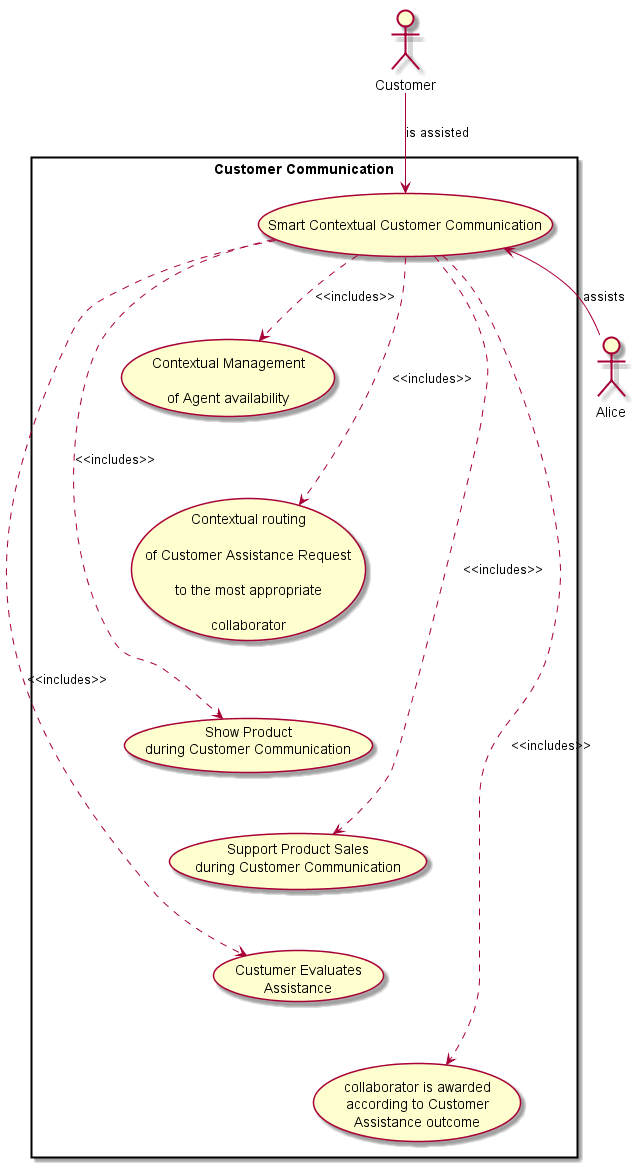 Customer
is assisted
Customer Communication
Smart Contextual Customer Communication
<<includes>>
assists
Contextual Management
of Agent availability
<<includes>>
Alice
<<includes>>
Contextual routing
of Customer Assistance Request
to the most appropriate
collaborator
<<includes>>
<<includes>>
Show Product
during Customer Communication
<<includes>>
Support Product Sales
during Customer Communication
Custumer Evaluates
Assistance
collaborator is awarded
according to Customer
Assistance outcome